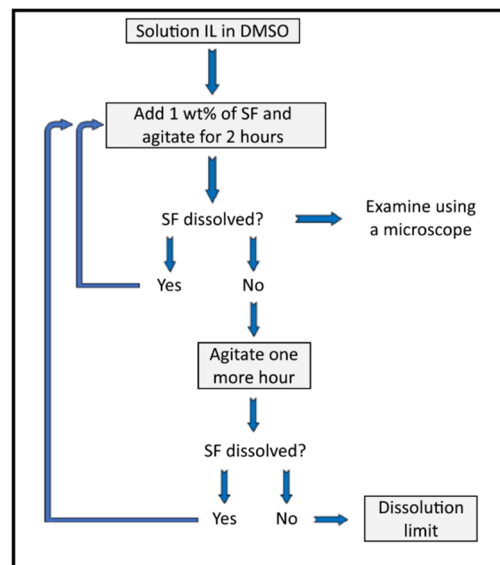 Solution IL in DMSO
Add 1 wt% of SF and
agitate for 2 hours
SF dissolved?
Examine using
a microscope
Yes
No
Agitate one
more hour
SF dissolved?
Yes
No
Dissolution
limit